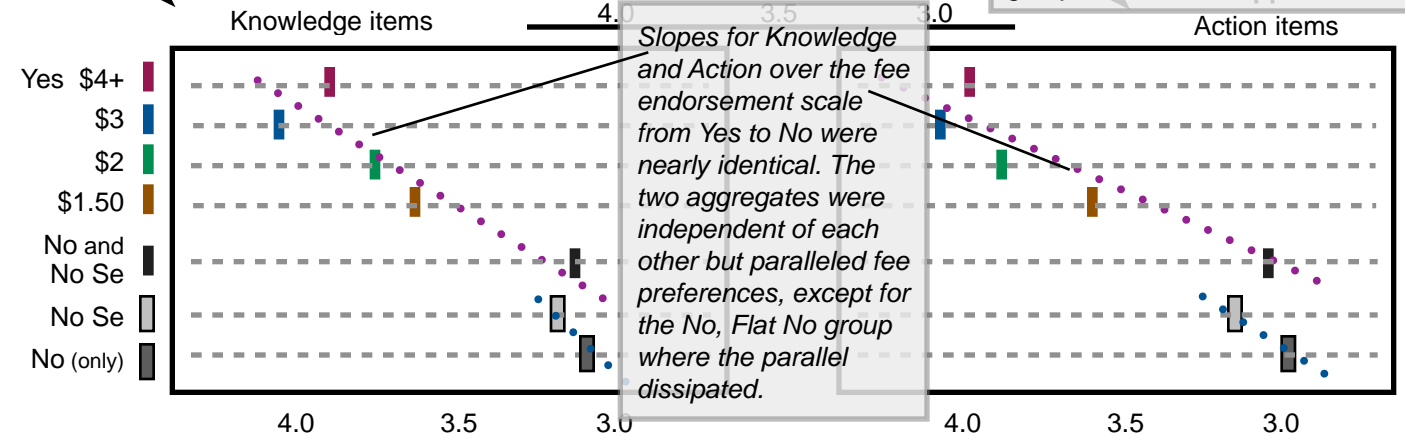 4.0 3.5 3.0
Knowledge items
Action items
Slopes for Knowledge
and Action over the fee
endorsement scale
from Yes to No were
nearly identical. The
two aggregates were
independent of each
other but paralleled fee
preferences, except for
the No, Flat No group
where the parallel
dissipated.
Yes $4+
$3
$2
$1.50
No and
No Se
No Se
No (only)
4.0 3.5 3.0 4.0 3.5 3.0